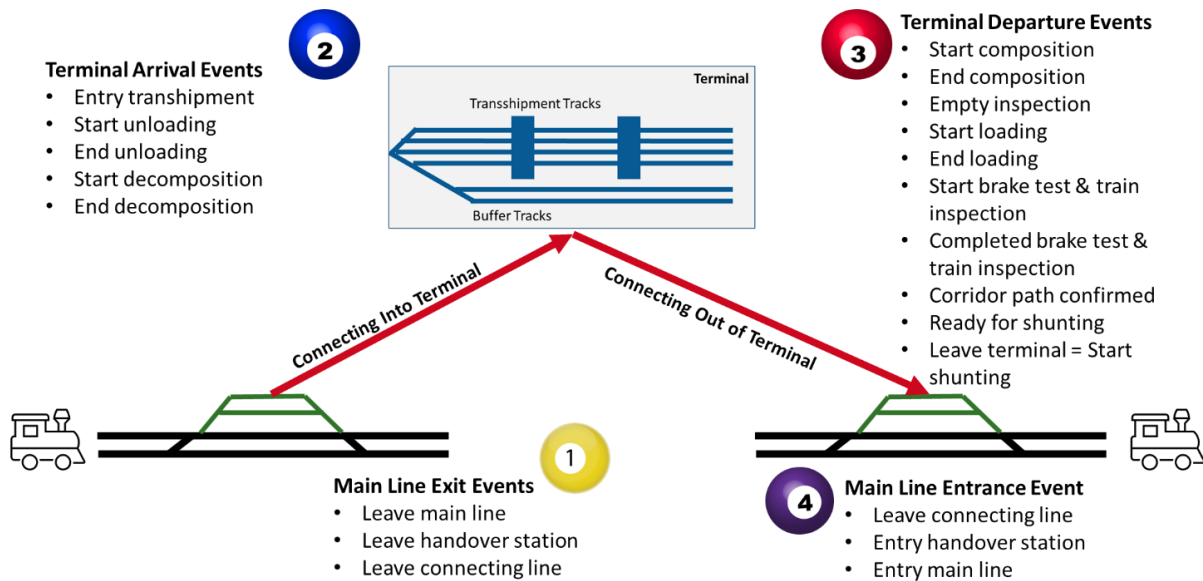 2
Terminal Arrival Events
• Entry transhipment
• Start unloading
• End unloading
• Start decomposition
• End decomposition
Terminal
Transshipment Tracks
Buffer Tracks
3
Terminal Departure Events
• Start composition
• End composition
• Empty inspection
• Start loading
• End loading
• Start brake test & train
inspection
• Completed brake test &
train inspection
• Corridor path confirmed
• Ready for shunting
• Leave terminal = Start
shunting
Connecting Into Terminal
Connecting Out of Terminal
1
Main Line Exit Events
• Leave main line
• Leave handover station
• Leave connecting line
4
Main Line Entrance Event
• Leave connecting line
• Entry handover station
• Entry main line